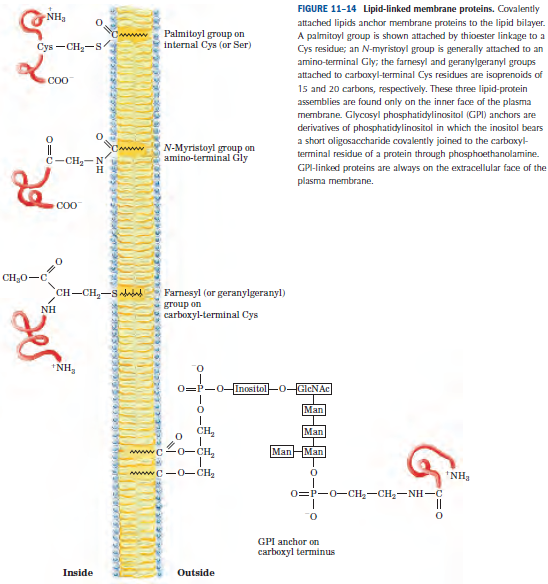 FIGURE 11–14 Lipid-linked membrane proteins. Covalently
attached lipids anchor membrane proteins to the lipid bilayer.
A palmitoyl group is shown attached by thioester linkage to a
Cys residue; an N-myristoyl group is generally attached to an
amino-terminal Gly; the farnesyl and geranylgeranyl groups
attached to carboxyl-terminal Cys residues are isoprenoids of
15 and 20 carbons, respectively. These three lipid-protein
assemblies are found only on the inner face of the plasma
membrane. Glycosyl phosphatidylinositol (GPI) anchors are
derivatives of phosphatidylinositol in which the inositol bears
a short oligosaccharide covalently joined to the carboxyl-
terminal residue of a protein through phosphoethanolamine.
GPI-linked proteins are always on the extracellular face of the
plasma membrane.
⁺NH₃
O
Cys—CH₂—S C
COO⁻
Palmitoyl group on
internal Cys (or Ser)
O O
C—CH₂—N C
H
COO⁻
N-Myristoyl group on
amino-terminal Gly
O
CH₃O—C
CH—CH₂—S
NH
⁺NH₃
Farnesyl (or geranylgeranyl)
group on
carboxyl-terminal Cys
⁻O
O=P—O—Inositol—O—GlcNAc
O Man
CH₂ Man
O
C—O—CH₂ Man—Man
C—O—CH₂ O
⁺NH₃
O=P—O—CH₂—CH₂—NH—C
⁻O O
GPI anchor on
carboxyl terminus
Inside Outside